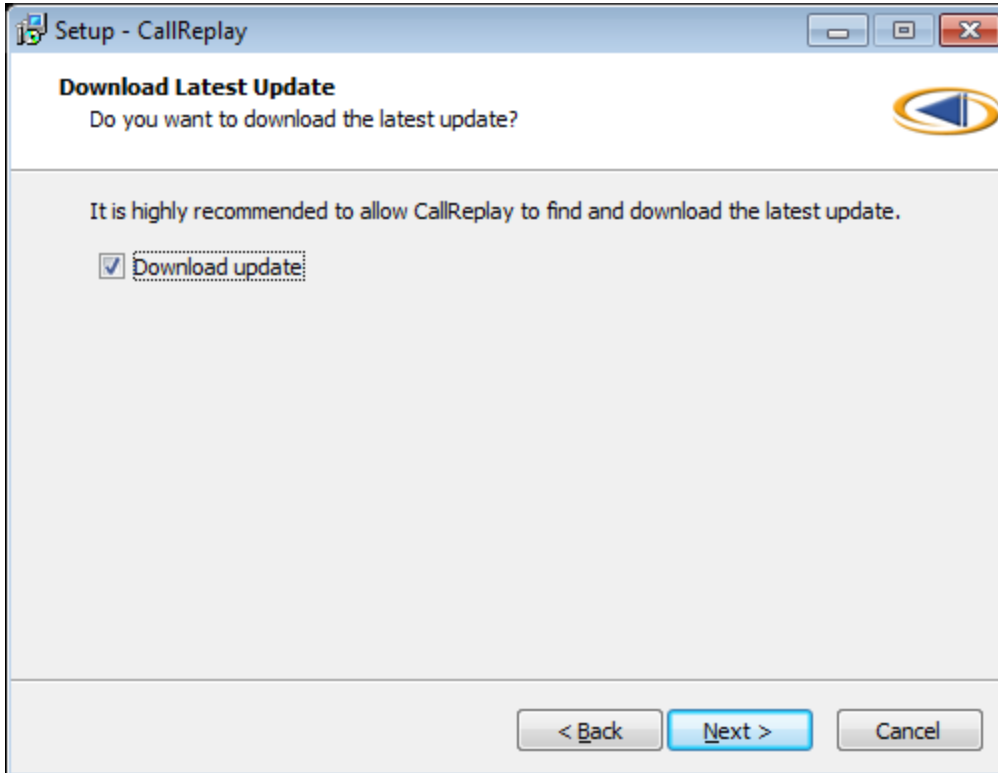 Setup - CallReplay
Download Latest Update
Do you want to download the latest update?
It is highly recommended to allow CallReplay to find and download the latest update.
Download update
< Back
Next >
Cancel